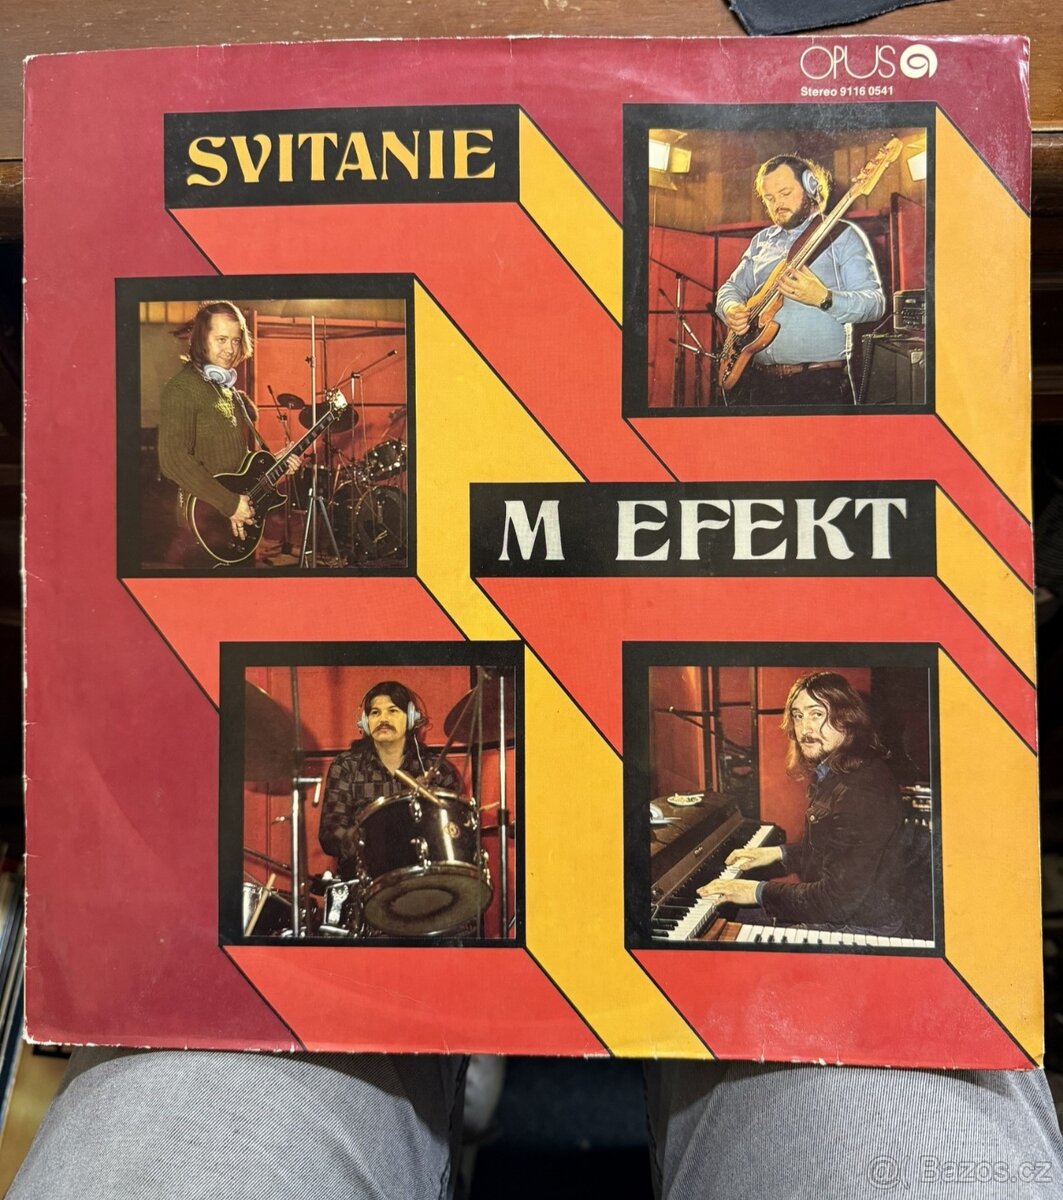 OPUS
Stereo 9116 0541
SVITANIE
M EFEKT
@ Bazos.cz